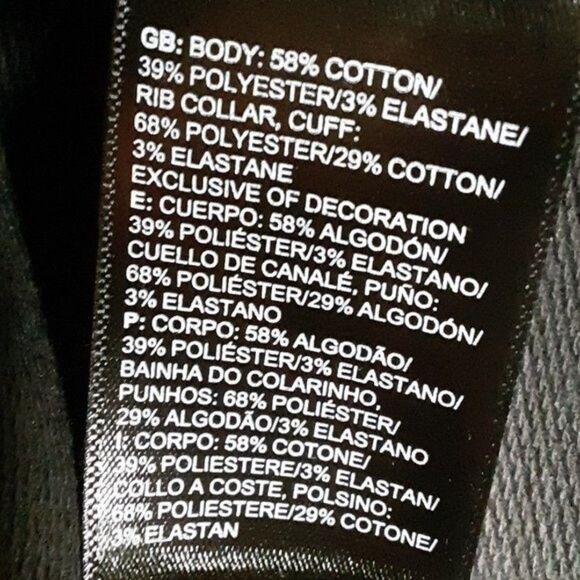 GB: BODY: 58% COTTON/
39% POLYESTER/3% ELASTANE/
RIB COLLAR, CUFF:
68% POLYESTER/29% COTTON/
3% ELASTANE
EXCLUSIVE OF DECORATION
E: CUERPO: 58% ALGODÓN/
39% POLIÉSTER/3% ELASTANO/
CUELLO DE CANALÉ, PUÑO:
68% POLIÉSTER/29% ALGODÓN/
3% ELASTANO
P: CORPO: 58% ALGODÃO/
39% POLIÉSTER/3% ELASTANO/
BAINHA DO COLARINHO,
PUNHOS: 68% POLIÉSTER/
29% ALGODÃO/3% ELASTANO
I: CORPO: 58% COTONE/
39% POLIESTERE/3% ELASTAN/
COLLO A COSTE, POLSINO:
68% POLIESTERE/29% COTONE/
3% ELASTAN